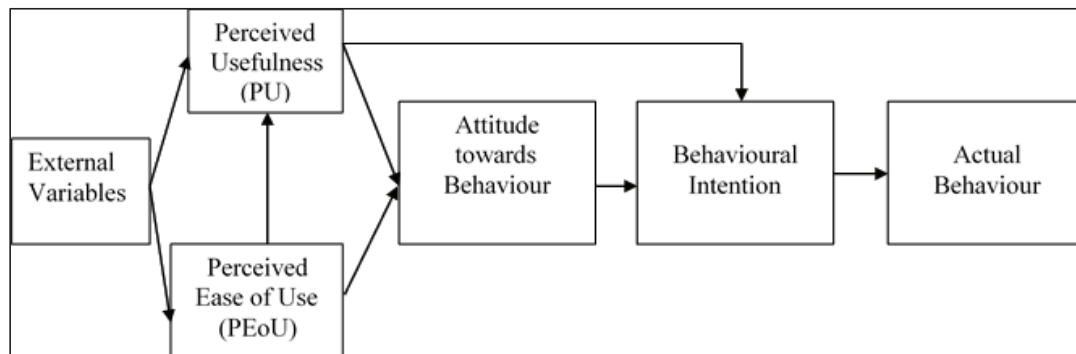 Perceived
Usefulness
(PU)
External
Variables
Perceived
Ease of Use
(PEoU)
Attitude
towards
Behaviour
Behavioural
Intention
Actual
Behaviour